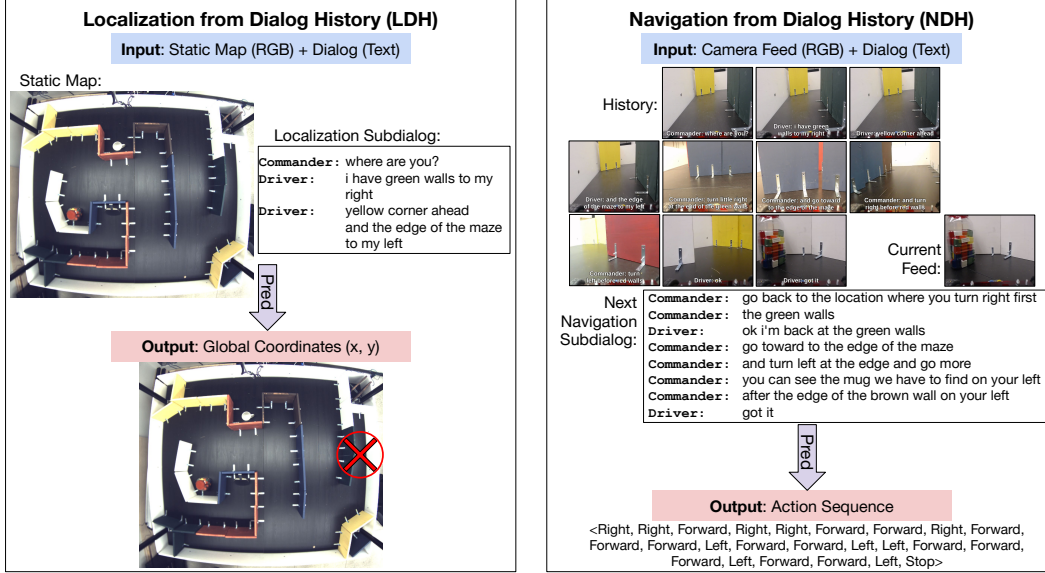 Localization from Dialog History (LDH)
Input: Static Map (RGB) + Dialog (Text)
Static Map:
Localization Subdialog:
Commander: where are you?
Driver: i have green walls to my
right
Driver: yellow corner ahead
and the edge of the maze
to my left
Pred
Output: Global Coordinates (x, y)
Navigation from Dialog History (NDH)
Input: Camera Feed (RGB) + Dialog (Text)
History:
Commander: where are you?
Driver: i have green
walls to my right
Driver: yellow corner ahead
Driver: and the edge
of the maze to my left
Commander: turn little right
at the end of the green wall
Commander: and go toward
to the edge of the maze
Commander: and turn
right before red walls
Commander: turn
left before red walls
Driver: ok
Driver: got it
Current
Feed:
Next
Navigation
Subdialog:
Commander: go back to the location where you turn right first
Commander: the green walls
Driver: ok i'm back at the green walls
Commander: go toward to the edge of the maze
Commander: and turn left at the edge and go more
Commander: you can see the mug we have to find on your left
Commander: after the edge of the brown wall on your left
Driver: got it
Pred
Output: Action Sequence
<Right, Right, Forward, Right, Right, Forward, Forward, Right, Forward,
Forward, Forward, Left, Forward, Forward, Left, Left, Forward, Forward,
Forward, Left, Forward, Forward, Left, Stop>